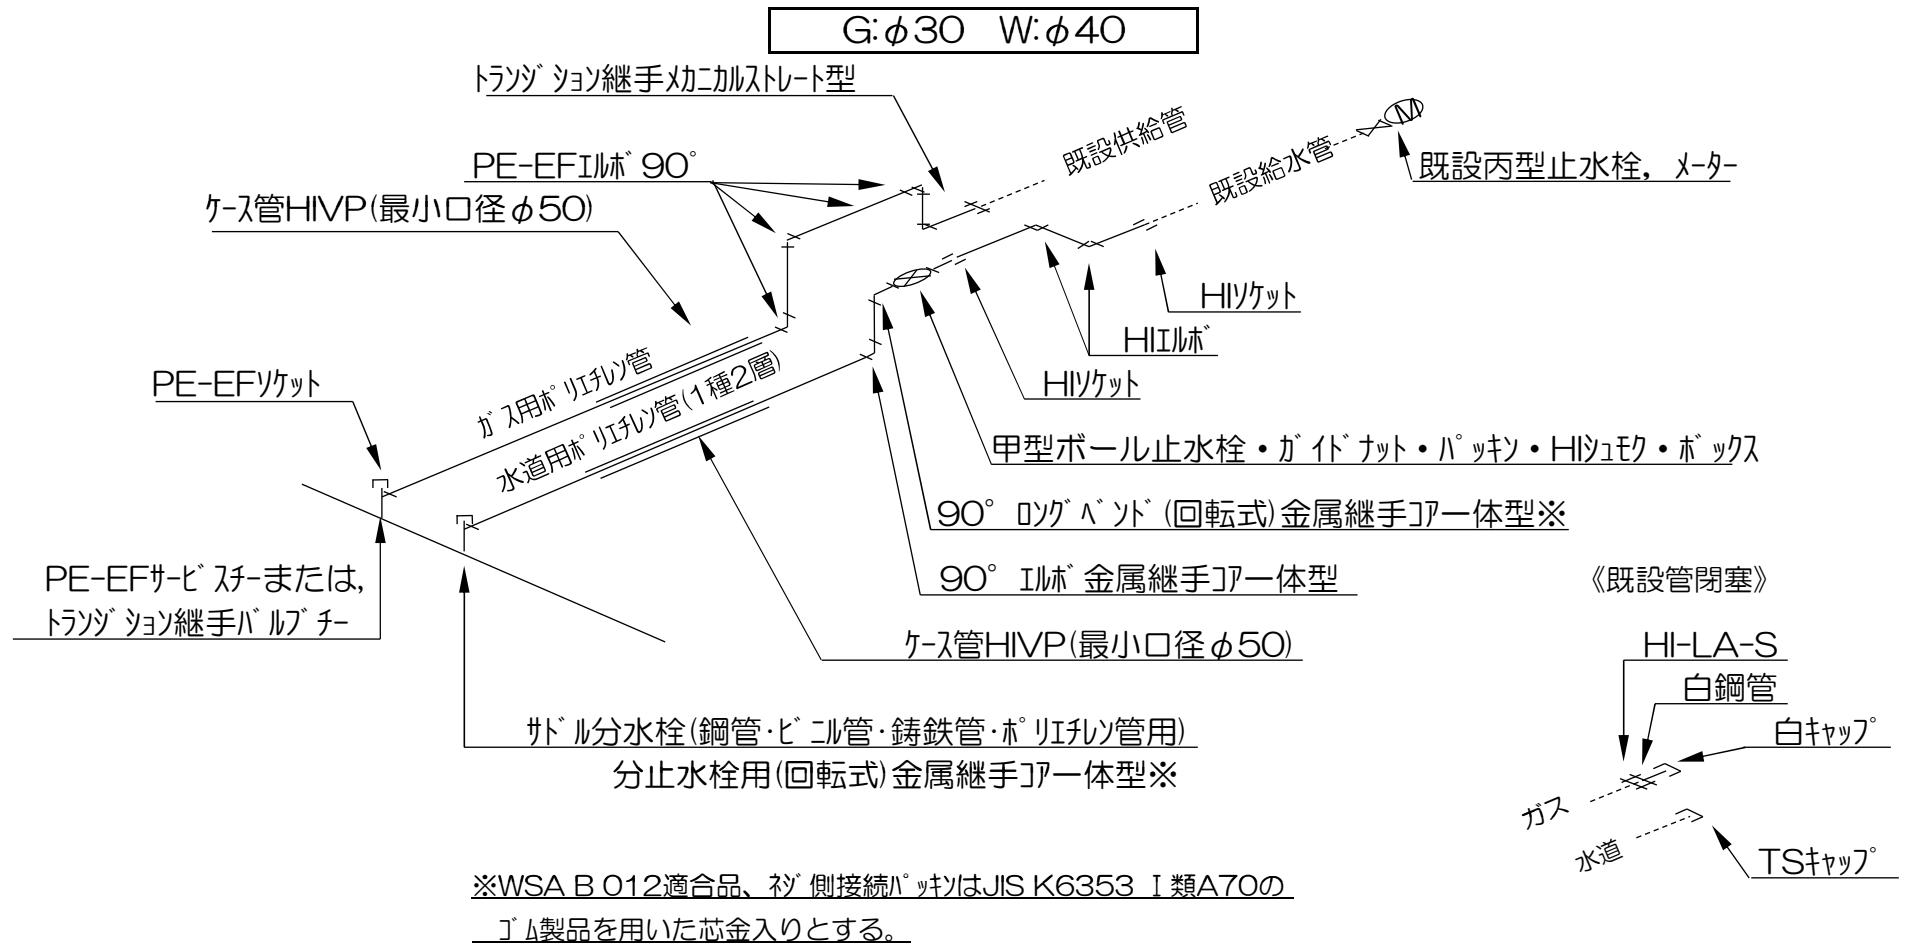 G:φ30　W:φ40
ﾄﾗﾝｼﾞｼｮﾝ継手ﾒｶﾆｶﾙｽﾄﾚｰﾄ型
PE-EFｴﾙﾎﾞ90°
ｹｰｽ管HIVP(最小口径φ50)
既設供給管
既設給水管
M
既設丙型止水栓，ﾒｰﾀｰ
HIｿｹｯﾄ
HIｴﾙﾎﾞ
HIｿｹｯﾄ
PE-EFｿｹｯﾄ
ｶﾞｽ用ﾎﾟﾘｴﾁﾚﾝ管
水道用ﾎﾟﾘｴﾁﾚﾝ管(1種2層)
甲型ボール止水栓・ｶﾞｲﾄﾞﾅｯﾄ・ﾊﾟｯｷﾝ・HIｼｭﾓｸ・ﾎﾞｯｸｽ
90°ﾛﾝｸﾞﾍﾞﾝﾄﾞ(回転式)金属継手ｺｱ一体型※
90°ｴﾙﾎﾞ金属継手ｺｱ一体型
PE-EFｻｰﾋﾞｽﾁｰまたは,
ﾄﾗﾝｼﾞｼｮﾝ継手ﾊﾞﾙﾌﾞﾁｰ
ｹｰｽ管HIVP(最小口径φ50)
ｻﾄﾞﾙ分水栓(鋼管･ﾋﾞﾆﾙ管･鋳鉄管･ﾎﾟﾘｴﾁﾚﾝ管用)
分止水栓用(回転式)金属継手ｺｱ一体型※
《既設管閉塞》
HI-LA-S
白鋼管
白ｷｬｯﾌﾟ
ガス
水道
TSｷｬｯﾌﾟ
※WSA B 012適合品、ﾈｼﾞ側接続ﾊﾟｯｷﾝはJIS K6353 Ｉ類A70の
ｺﾞﾑ製品を用いた芯金入りとする。